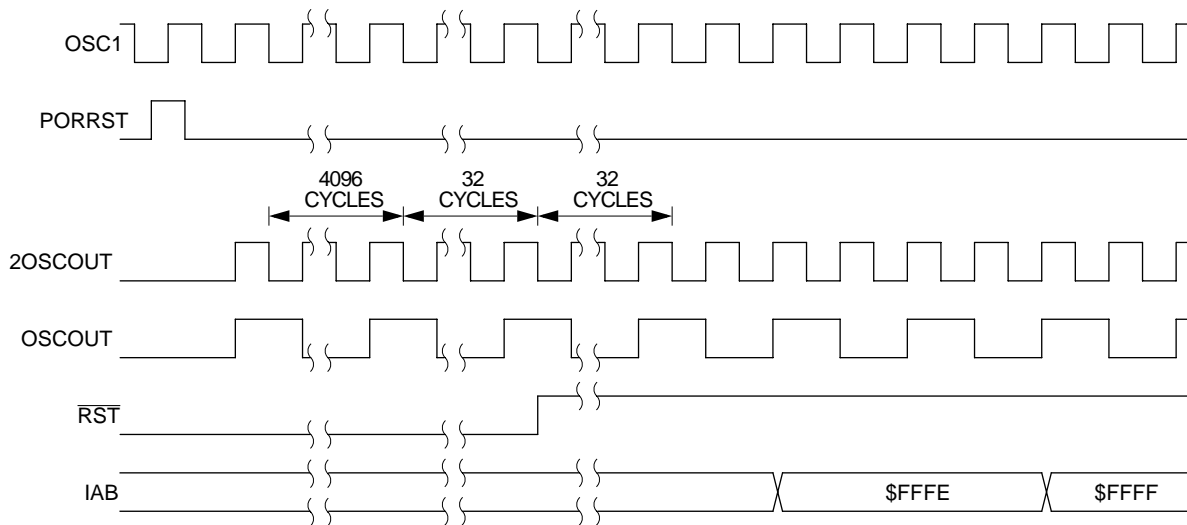 OSC1
PORRST
4096
CYCLES
32
CYCLES
32
CYCLES
2OSCOUT
OSCOUT
RST
IAB
$FFFE
$FFFF